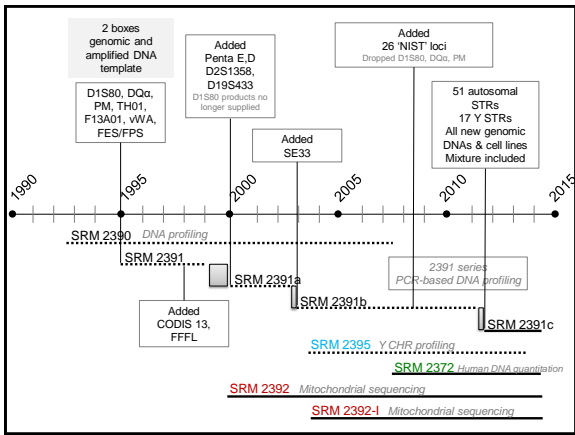 2 boxes
genomic and
amplified DNA
template
D1S80, DQα,
PM, TH01,
F13A01, vWA,
FES/FPS
Added
Penta E,D
D2S1358,
D19S433
D1S80 products no
longer supplied
Added
SE33
Added
26 'NIST' loci
Dropped D1S80, DQα, PM
51 autosomal
STRs
17 Y STRs
All new genomic
DNAs & cell lines
Mixture included
1990
1995
2000
2005
2010
2015
SRM 2390 DNA profiling
SRM 2391
SRM 2391a
2391 series
PCR-based DNA profiling
SRM 2391b
SRM 2391c
Added
CODIS 13,
FFFL
SRM 2395 Y CHR profiling
SRM 2372 Human DNA quantitation
SRM 2392 Mitochondrial sequencing
SRM 2392-I Mitochondrial sequencing